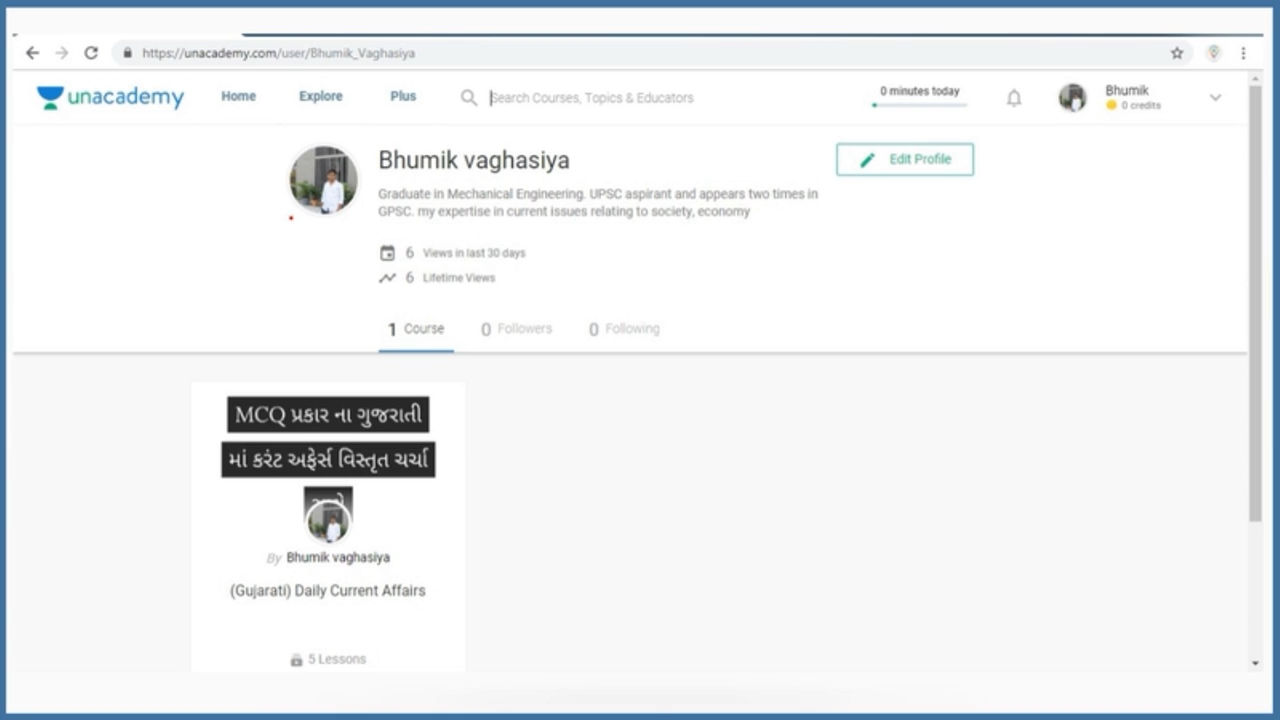 https://unacademy.com/user/Bhumik_Vaghasiya
unacademy Home Explore Plus Search Courses, Topics & Educators 0 minutes today Bhumik
0 credits
Bhumik vaghasiya Edit Profile
Graduate in Mechanical Engineering. UPSC aspirant and appears two times in
GPSC. my expertise in current issues relating to society, economy
6 Views in last 30 days
6 Lifetime Views
1 Course 0 Followers 0 Following
MCQ પ્રકાર ના ગુજરાતી
માં કરંટ અફેર્સ વિસ્તૃત ચર્ચા
By Bhumik vaghasiya
(Gujarati) Daily Current Affairs
5 Lessons